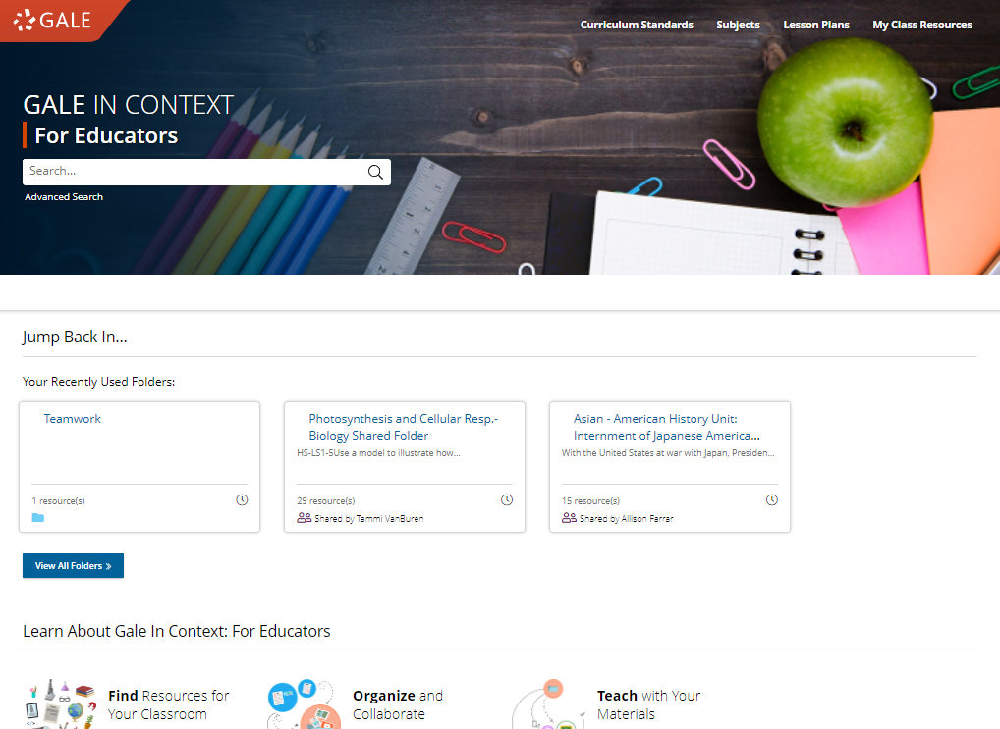 GALE
Curriculum Standards
Subjects
Lesson Plans
My Class Resources
GALE IN CONTEXT
For Educators
Search...
Advanced Search
Jump Back In...
Your Recently Used Folders:
Teamwork
1 resource(s)
Photosynthesis and Cellular Resp.-
Biology Shared Folder
HS-LS1-5Use a model to illustrate how...
29 resource(s)
Shared by Tammi VanBuren
Asian - American History Unit:
Internment of Japanese America...
With the United States at war with Japan, Presiden...
15 resource(s)
Shared by Allison Farrar
View All Folders »
Learn About Gale In Context: For Educators
Find Resources for
Your Classroom
Organize and
Collaborate
Teach with Your
Materials